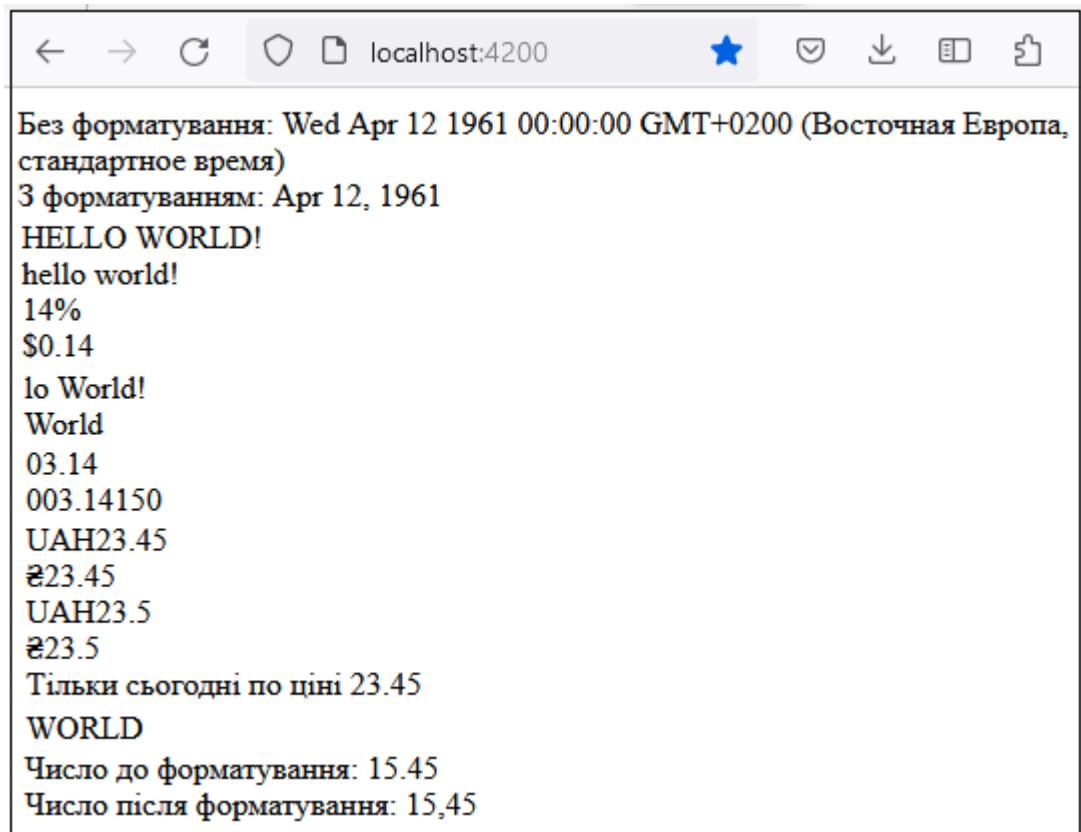 localhost:4200
Без форматування: Wed Apr 12 1961 00:00:00 GMT+0200 (Восточная Европа,
стандартное время)
З форматуванням: Apr 12, 1961
HELLO WORLD!
hello world!
14%
$0.14
lo World!
World
03.14
003.14150
UAH23.45
₴23.45
UAH23.5
₴23.5
Тільки сьогодні по ціні 23.45
WORLD
Число до форматування: 15.45
Число після форматування: 15,45